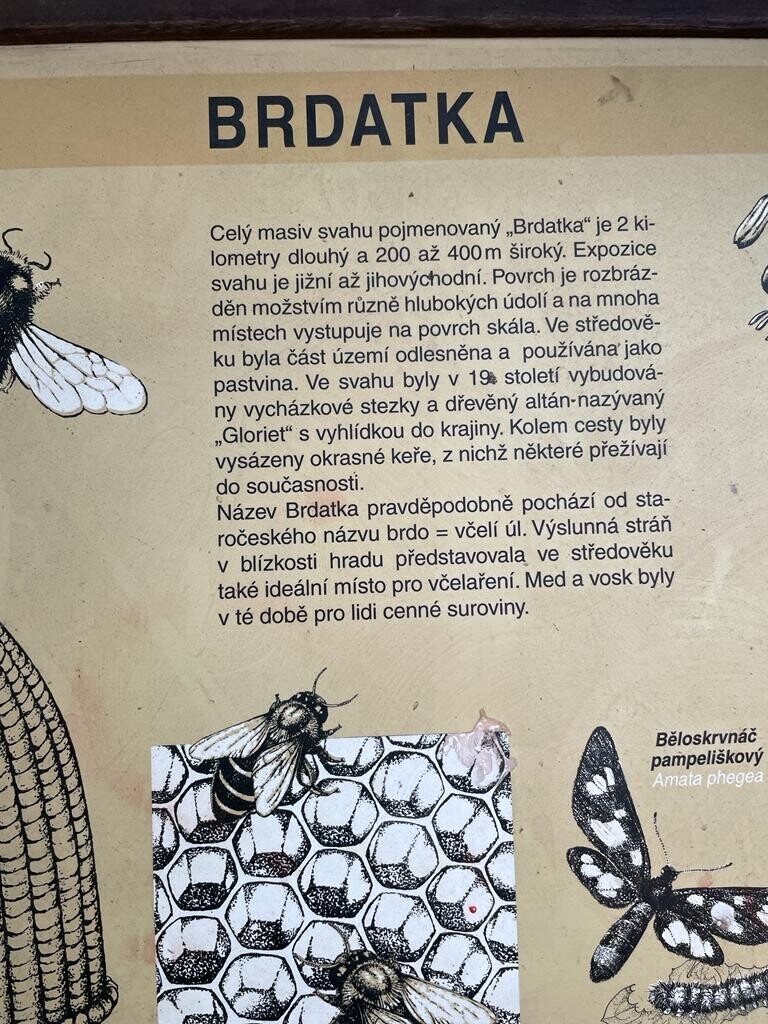 BRDATKA
Celý masiv svahu pojmenovaný „Brdatka“ je 2 ki-
lometry dlouhý a 200 až 400 m široký. Expozice
svahu je jižní až jihovýchodní. Povrch je rozbráz-
děn možstvím různě hlubokých údolí a na mnoha
místech vystupuje na povrch skála. Ve středově-
ku byla část území odlesněna a používána jako
pastvina. Ve svahu byly v 19. století vybudová-
ny vycházkové stezky a dřevěný altán nazývaný
„Gloriet“ s vyhlídkou do krajiny. Kolem cesty byly
vysázeny okrasné keře, z nichž některé přežívají
do současnosti.
Název Brdatka pravděpodobně pochází od sta-
ročeského názvu brdo = včelí úl. Výslunná stráň
v blízkosti hradu představovala ve středověku
také ideální místo pro včelaření. Med a vosk byly
v té době pro lidi cenné suroviny.
Běloskrvnáč
pampeliškový
Amata phegea